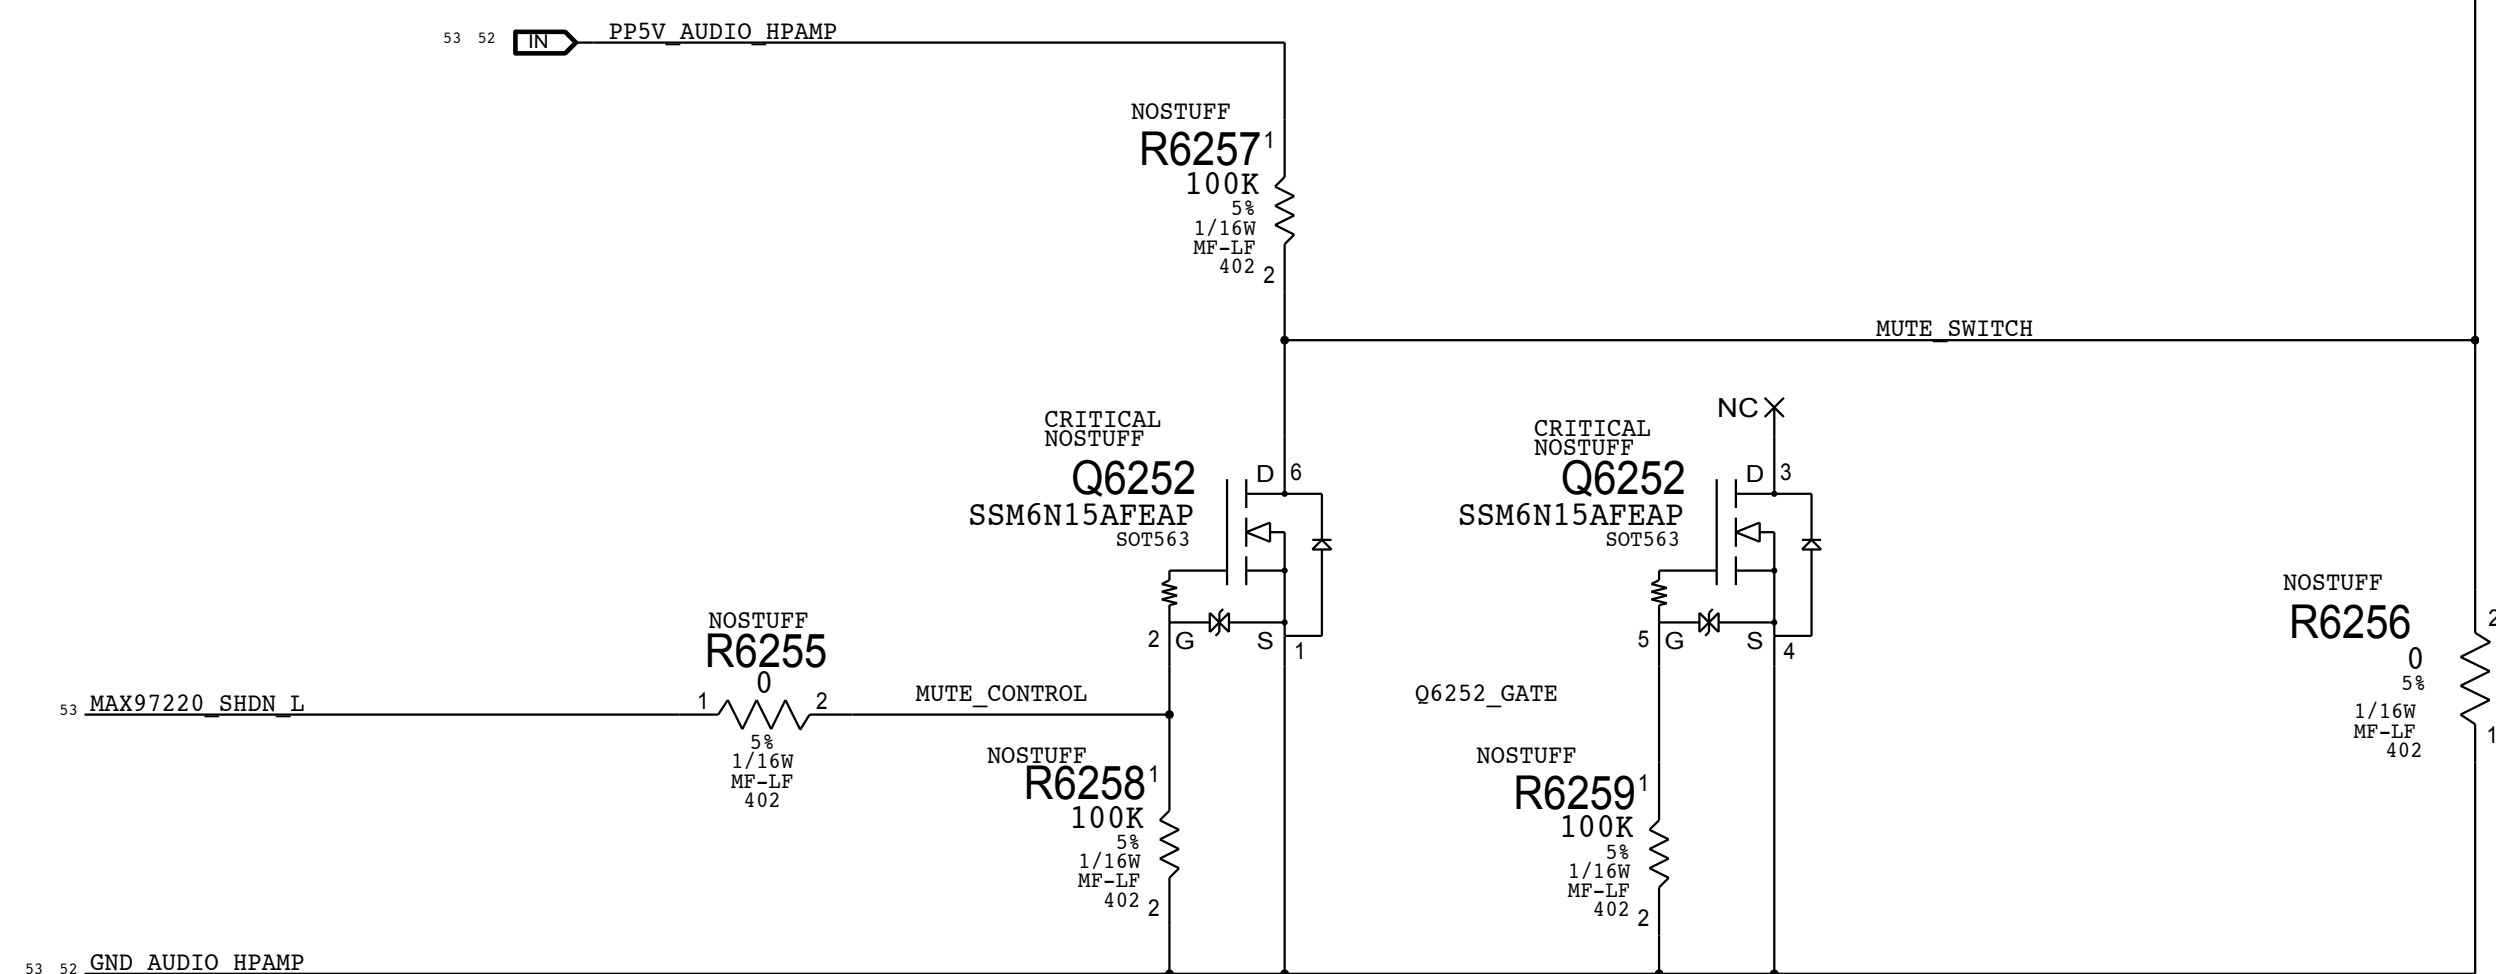 53 52 IN PP5V_AUDIO_HPAMP
NOSTUFF
R6257 1
100K
5%
1/16W
MF-LF
402 2
MUTE_SWITCH
CRITICAL
NOSTUFF
Q6252
SSM6N15AFEAP
SOT563
D 6
2 G S 1
NC
CRITICAL
NOSTUFF
Q6252
SSM6N15AFEAP
SOT563
D 3
5 G S 4
NOSTUFF
R6256 2
0
5%
1/16W
MF-LF
402
1
NOSTUFF
R6255
0
1 2
5%
1/16W
MF-LF
402
53 MAX97220_SHDN_L
MUTE_CONTROL
Q6252_GATE
NOSTUFF
R6258 1
100K
5%
1/16W
MF-LF
402 2
NOSTUFF
R6259 1
100K
5%
1/16W
MF-LF
402 2
53 52 GND_AUDIO_HPAMP